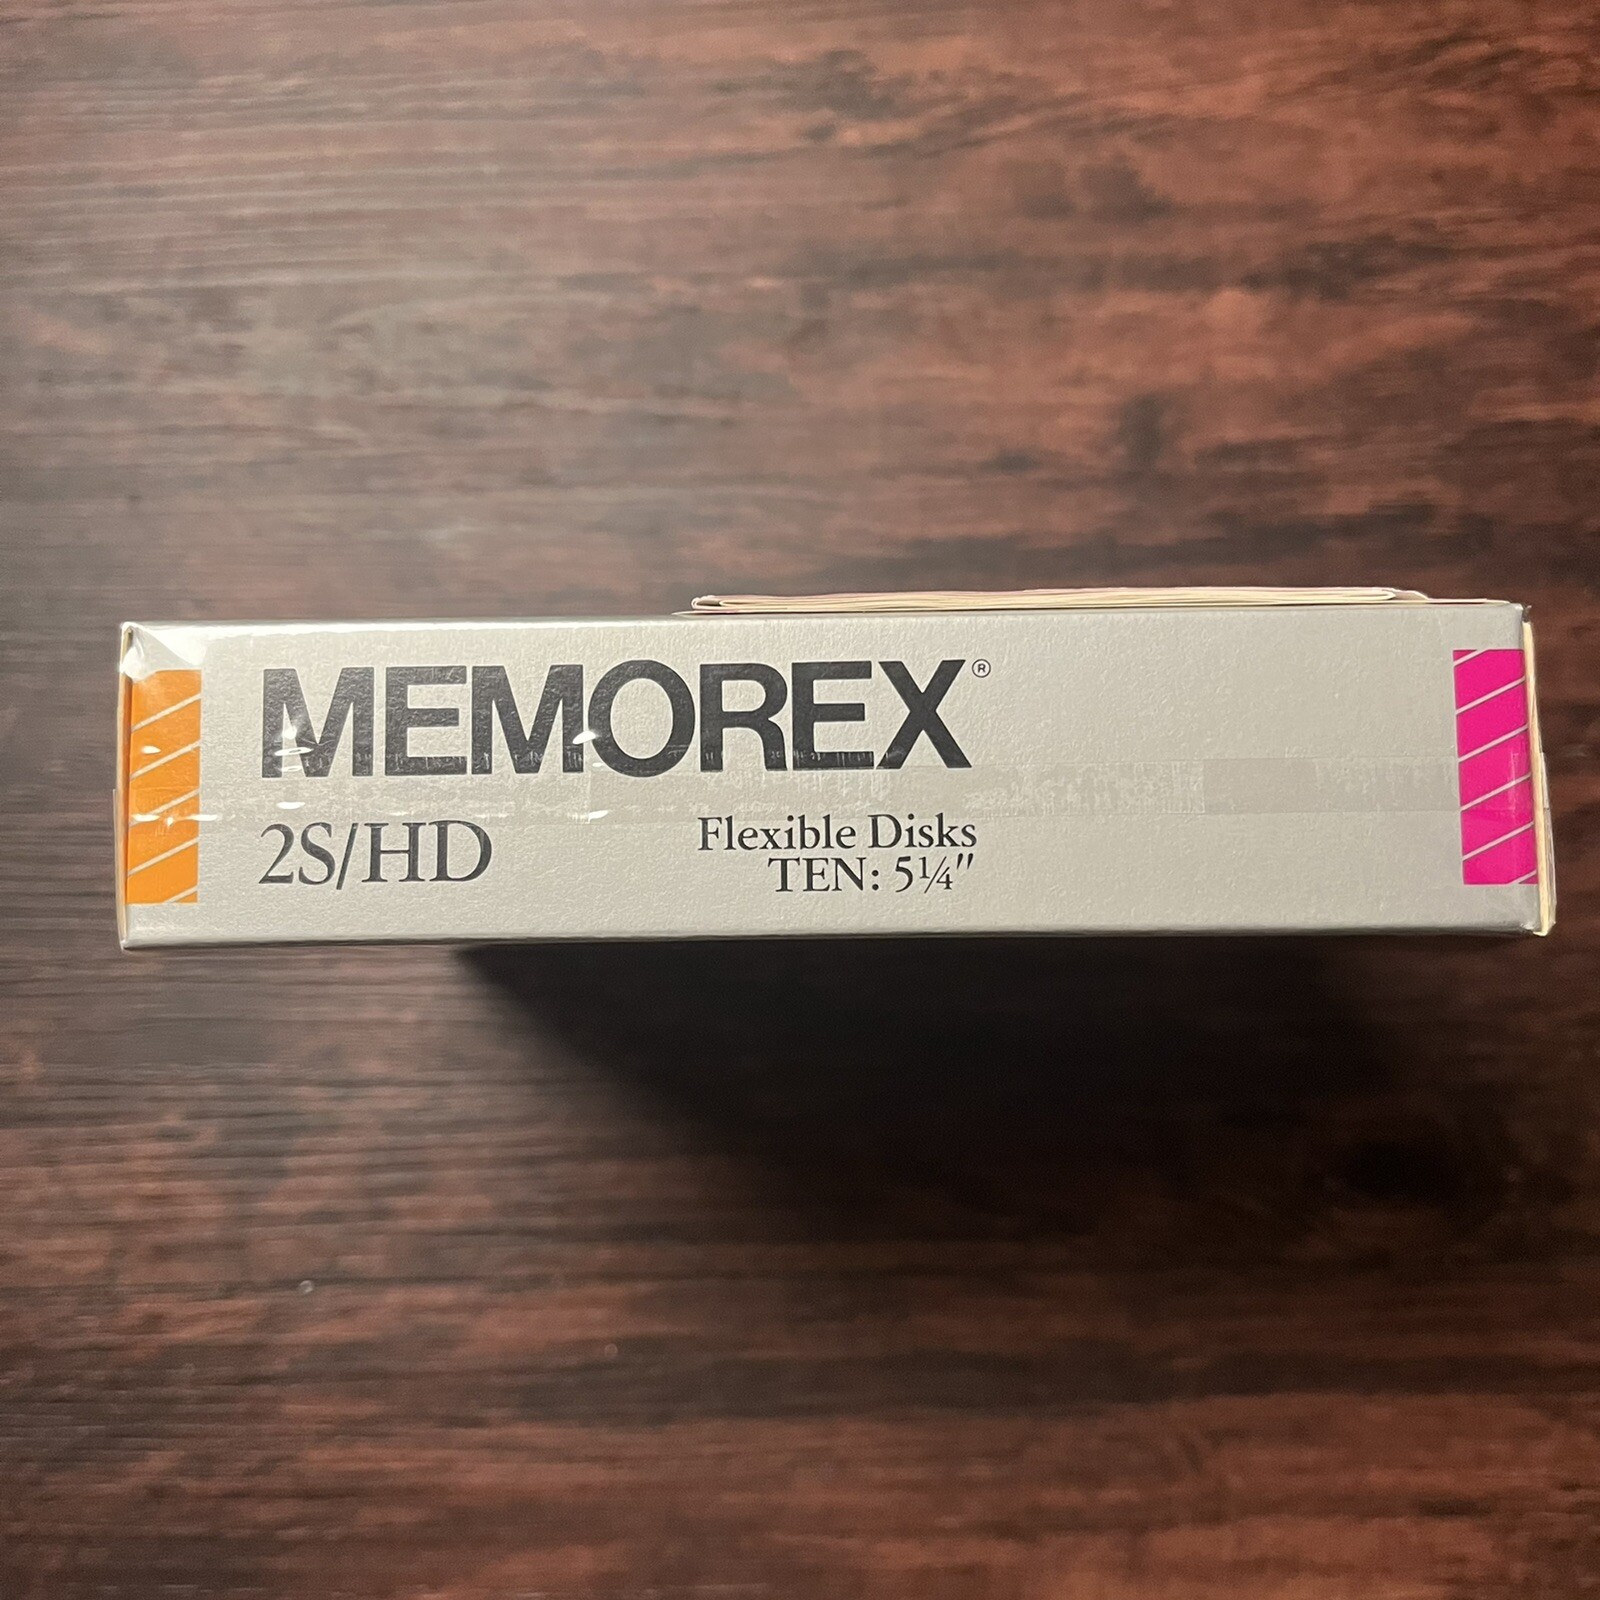 MEMOREX®
2S/HD
Flexible Disks
TEN: 5¼"